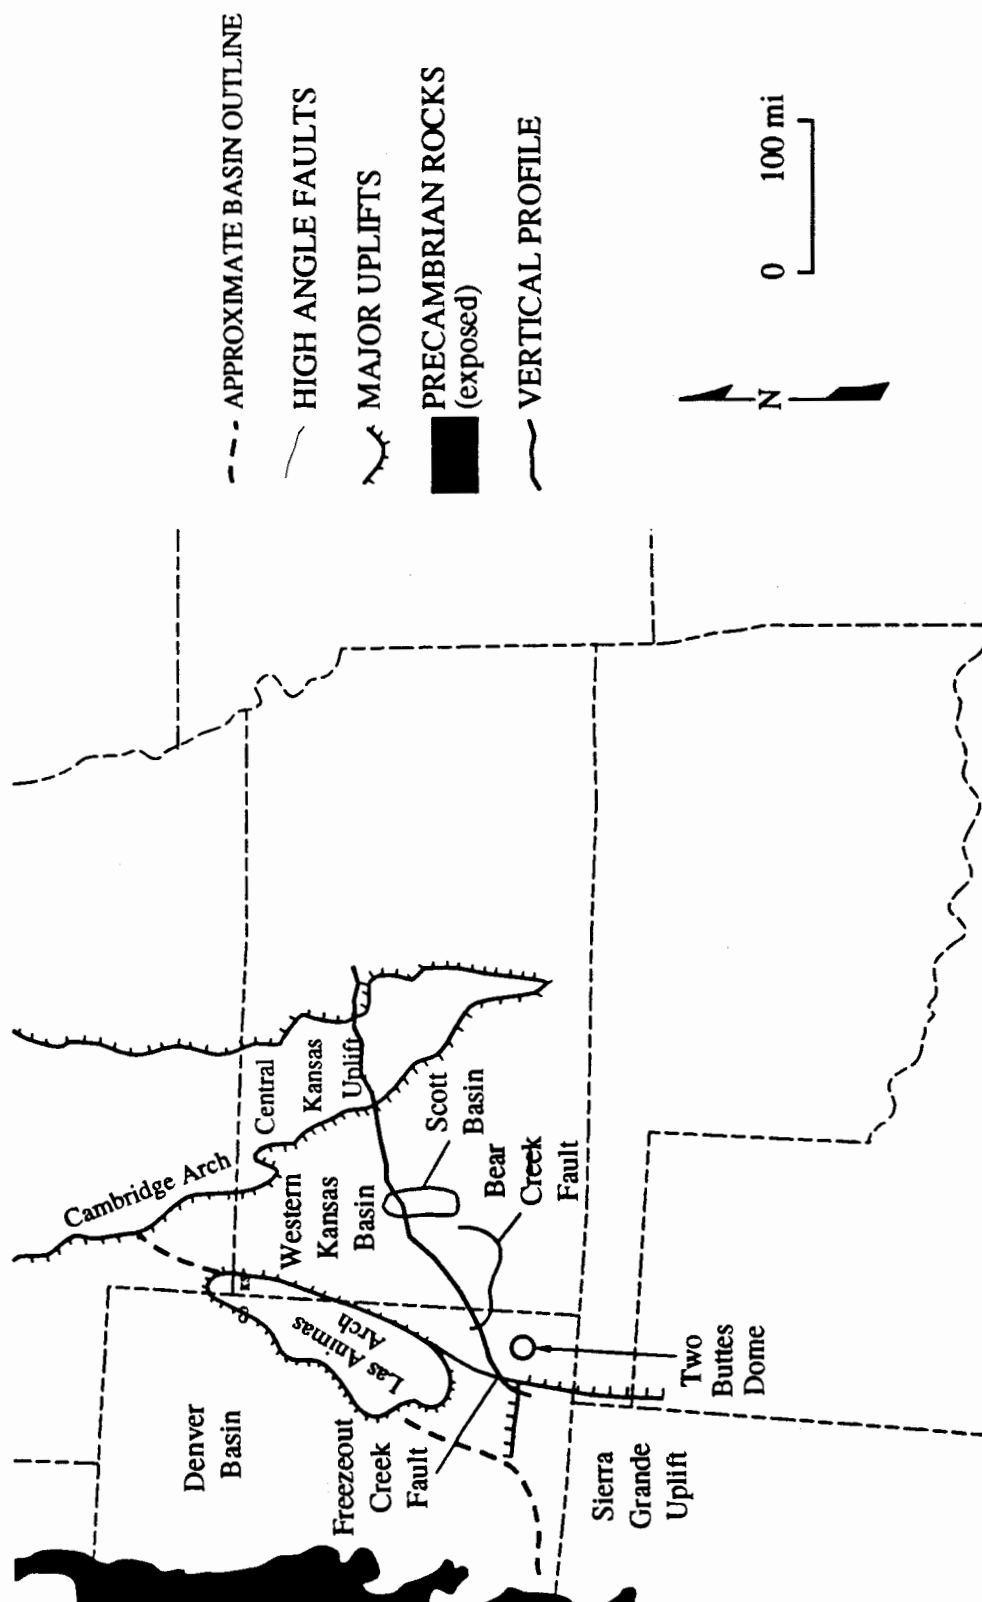 APPROXIMATE BASIN OUTLINE
HIGH ANGLE FAULTS
MAJOR UPLIFTS
PRECAMBRIAN ROCKS
(exposed)
VERTICAL PROFILE
0 100 mi
N
Cambridge Arch
Central
Kansas
Uplift
Western
Kansas
Basin
Scott
Basin
Bear
Creek
Fault
Las Animas
Arch
Denver
Basin
Freezeout
Creek
Fault
Two
Buttes
Dome
Sierra
Grande
Uplift